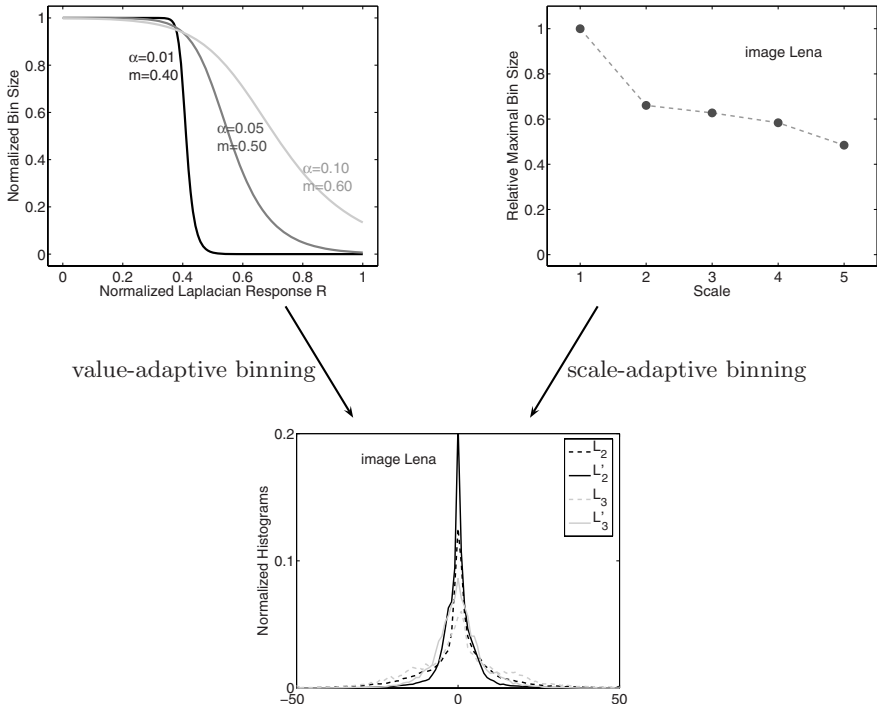 Normalized Bin Size
1
0.8
0.6
0.4
0.2
0
α=0.01
m=0.40
α=0.05
m=0.50
α=0.10
m=0.60
0 0.2 0.4 0.6 0.8 1
Normalized Laplacian Response R
Relative Maximal Bin Size
1
0.8
0.6
0.4
0.2
0
image Lena
1 2 3 4 5
Scale
value-adaptive binning
scale-adaptive binning
Normalized Histograms
0.2
0.1
0
image Lena
L2
L'2
L3
L'3
−50 0 50